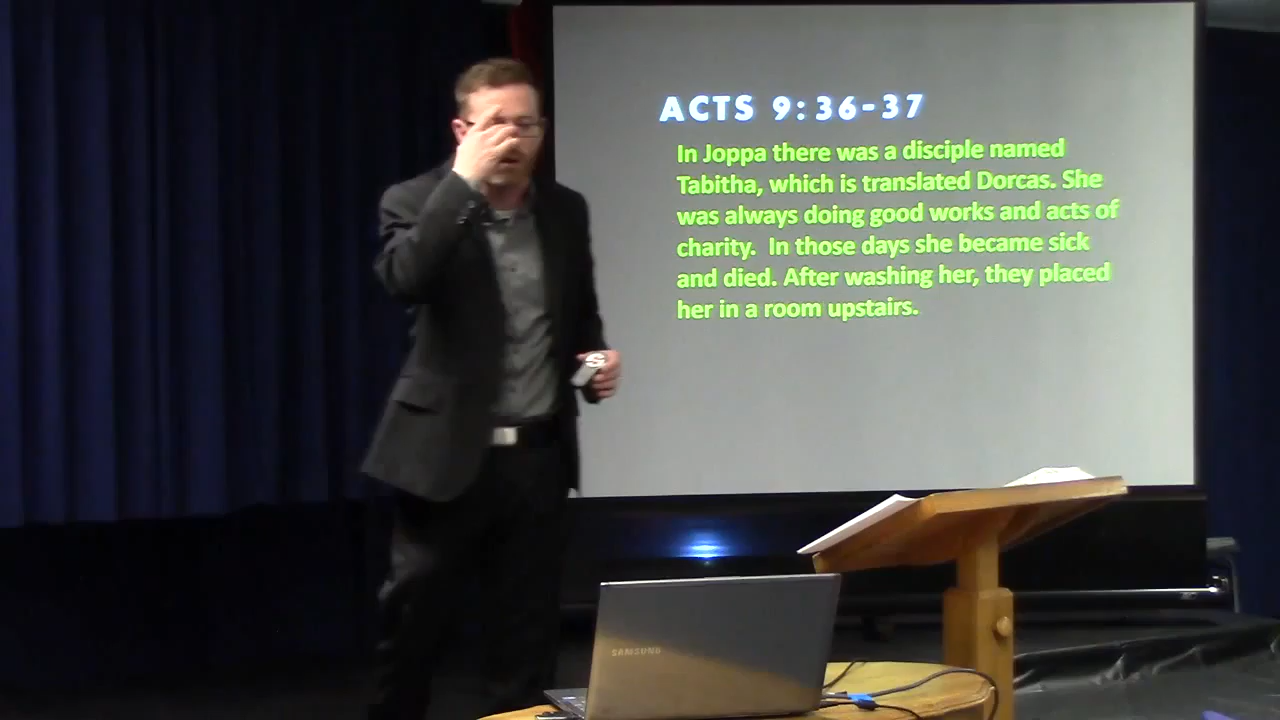 ACTS 9:36-37
In Joppa there was a disciple named
Tabitha, which is translated Dorcas. She
was always doing good works and acts of
charity.  In those days she became sick
and died. After washing her, they placed
her in a room upstairs.
SAMSUNG